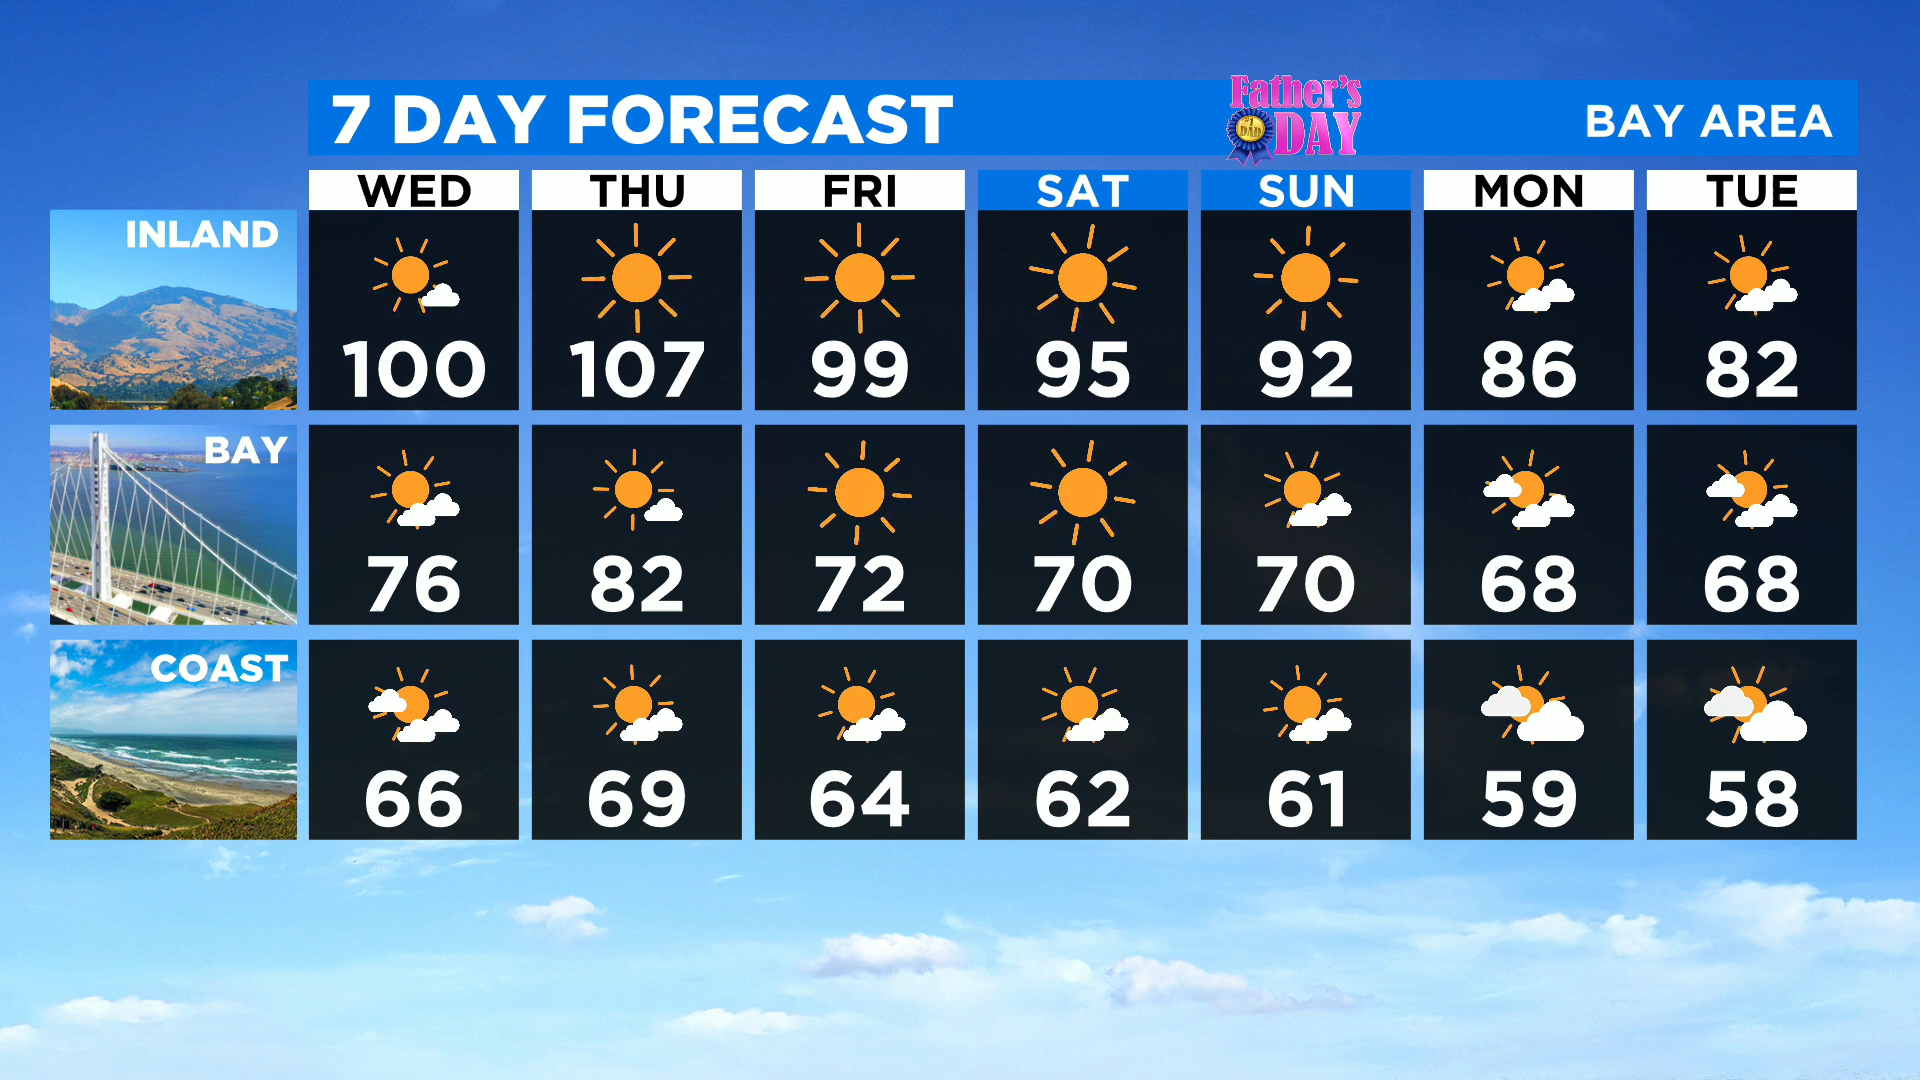 7 DAY FORECAST
Father's
#1
DAD
DAY
BAY AREA
WED THU FRI SAT SUN MON TUE
INLAND
100 107 99 95 92 86 82
BAY
76 82 72 70 70 68 68
COAST
66 69 64 62 61 59 58